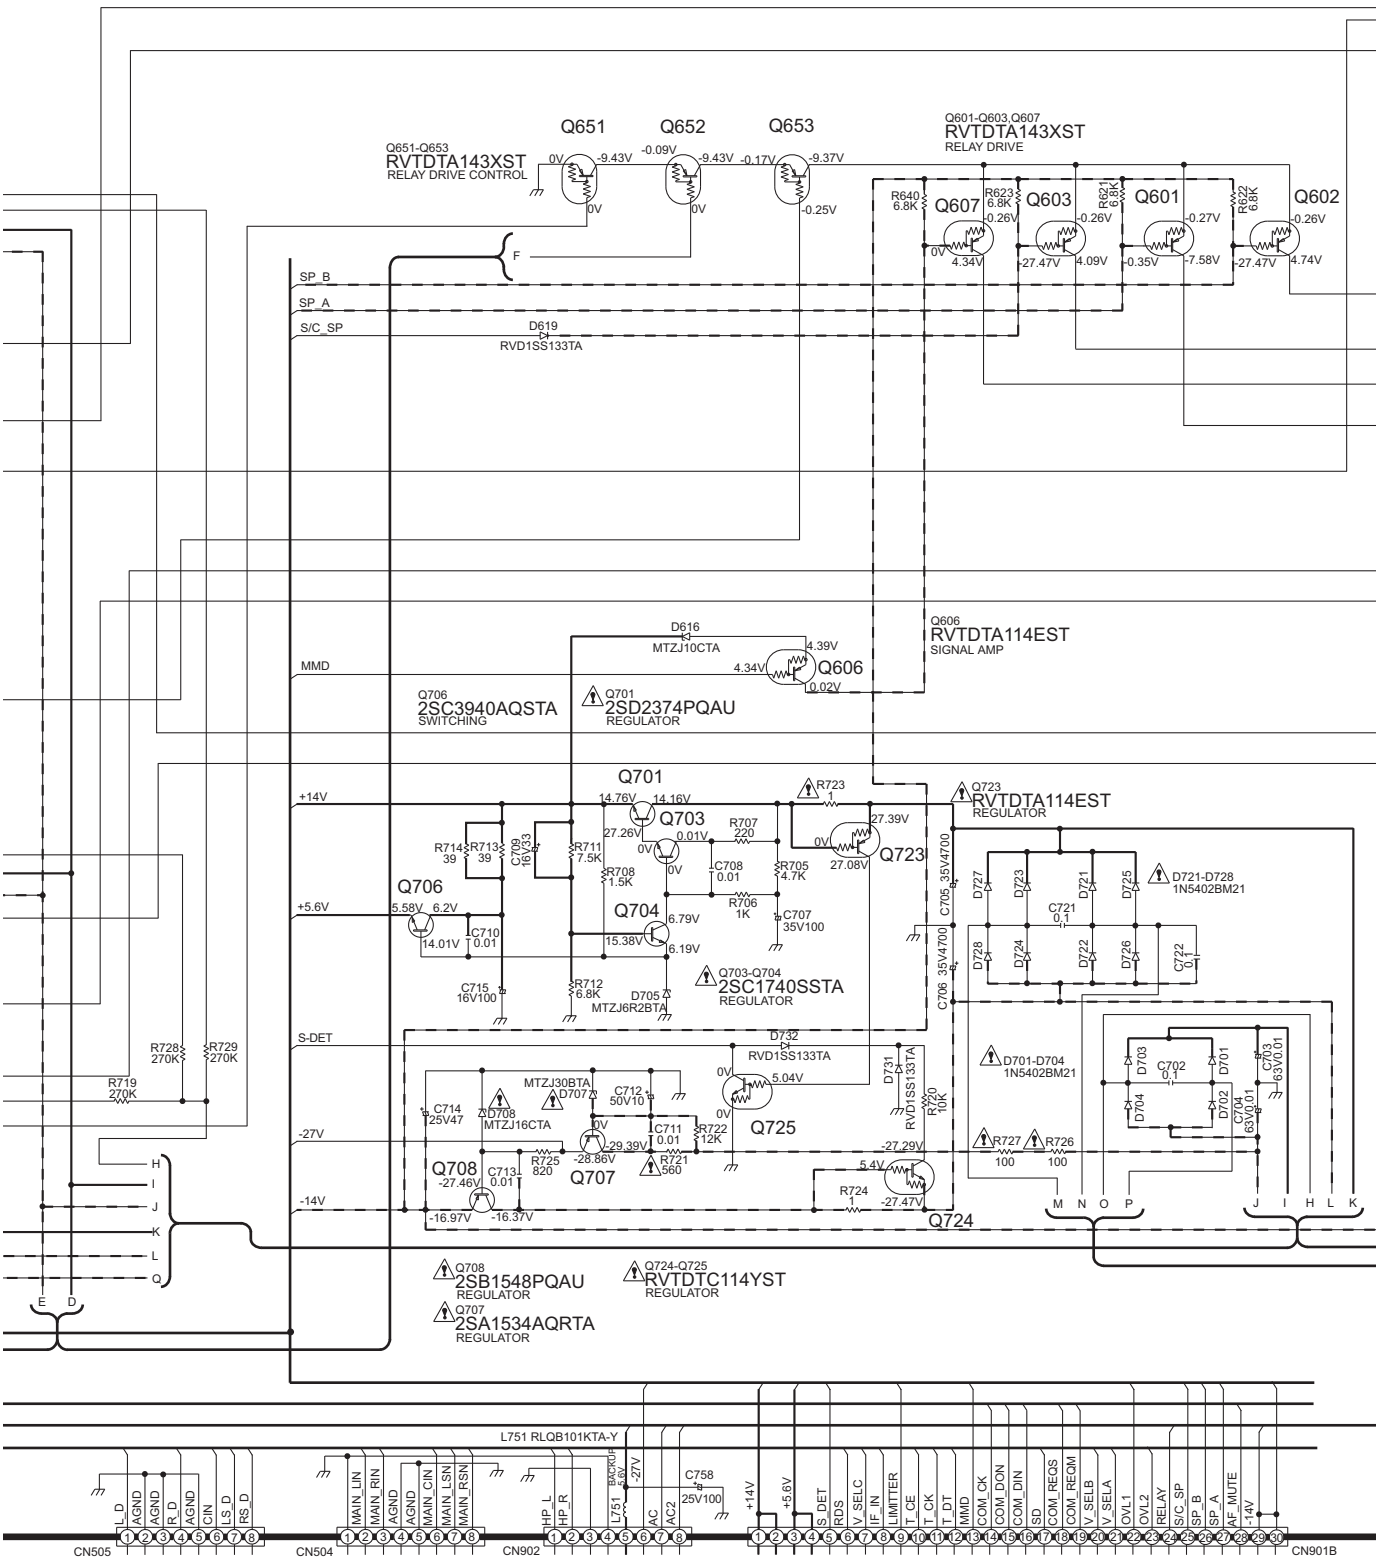 Q651 Q652 Q653
Q651-Q653
RVTDTA143XST
RELAY DRIVE CONTROL
0V -9.43V -0.09V -9.43V -0.17V -9.37V
0V 0V -0.25V
Q601-Q603,Q607
RVTDTA143XST
RELAY DRIVE
R640
6.8K
Q607
-0.26V
0V
4.34V
R623
6.8K
Q603
-0.26V
-27.47V
4.09V
R621
6.8K
Q601
-0.27V
-0.35V
-7.58V
R622
6.8K
Q602
-0.26V
-27.47V
4.74V
F
SP_B
SP_A
S/C_SP
D619
RVD1SS133TA
D616
MTZJ10CTA
MMD
4.34V
4.39V
Q606
0.02V
Q606
RVTDTA114EST
SIGNAL AMP
Q706
2SC3940AQSTA
SWITCHING
Q701
2SD2374PQAU
REGULATOR
+14V
Q701
14.76V 14.16V
27.26V
Q703
0V
0.01V
0V
R707
220
R723
1
27.39V
0V
27.08V
Q723
Q723
RVTDTA114EST
REGULATOR
R714
39
R713
39
C709
16V33
R711
7.5K
R708
1.5K
C708
0.01
R705
4.7K
R706
1K
C707
35V100
Q706
+5.6V
5.58V 6.2V
14.01V
C710
0.01
Q704
6.79V
15.38V
6.19V
C715
16V100
R712
6.8K
D705
MTZJ6R2BTA
Q703-Q704
2SC1740SSTA
REGULATOR
C705 35V4700
C706 35V4700
D727
D723
D721
D725
C721
0.1
D728
D724
D722
D726
C722
0.1
D721-D728
1N5402BM21
S-DET
D732
RVD1SS133TA
R728
270K
R729
270K
R719
270K
D731
RVD1SS133TA
R720
10K
D701-D704
1N5402BM21
D703
C702
0.1
D701
D704
D702
C703
63V0.01
C704
63V0.01
C714
25V47
D708
MTZJ16CTA
MTZJ30BTA
D707
C712
50V10
C711
0.01
R722
12K
0V
5.04V
0V
Q725
-27V
R725
820
0V
-29.39V
-28.86V
Q707
R721
560
-27.29V
R727
100
R726
100
Q708
-27.46V
C713
0.01
5.4V
-27.47V
Q724
R724
1
-14V
-16.97V -16.37V
H
I
J
K
L
Q
E D
M N O P
J I H L K
Q708
2SB1548PQAU
REGULATOR
Q724-Q725
RVTDTC114YST
REGULATOR
Q707
2SA1534AQRTA
REGULATOR
L751 RLQB101KTA-Y
L_D
AGND
AGND
R_D
AGND
CIN
LS_D
RS_D
1 2 3 4 5 6 7 8
CN505
MAIN_LIN
MAIN_RIN
AGND
AGND
MAIN_CIN
MAIN_LSN
MAIN_RSN
1 2 3 4 5 6 7 8
CN504
HP_L
HP_R
L751
BACKUP
5.6V
-27V
AC
AC2
C758
25V100
1 2 3 4 5 6 7 8
CN902
+14V
+5.6V
S_DET
RDS
V_SELC
IF_IN
LIMITTER
T_CE
T_CK
T_DT
MMD
COM_CK
COM_DON
COM_DIN
SD
COM_REQS
COM_REQM
V_SELB
V_SELA
OVL1
OVL2
RELAY
S/C_SP
SP_B
SP_A
AF_MUTE
-14V
1 2 3 4 5 6 7 8 9 10 11 12 13 14 15 16 17 18 19 20 21 22 23 24 25 26 27 28 29 30
CN901B